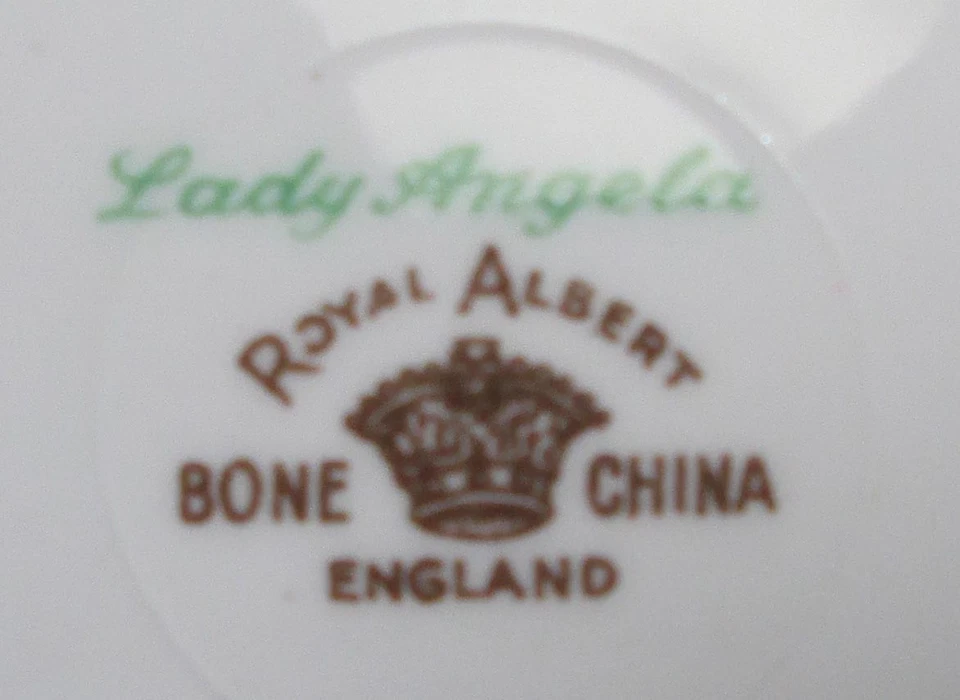 Lady Angela
ROYAL ALBERT
BONE CHINA
ENGLAND